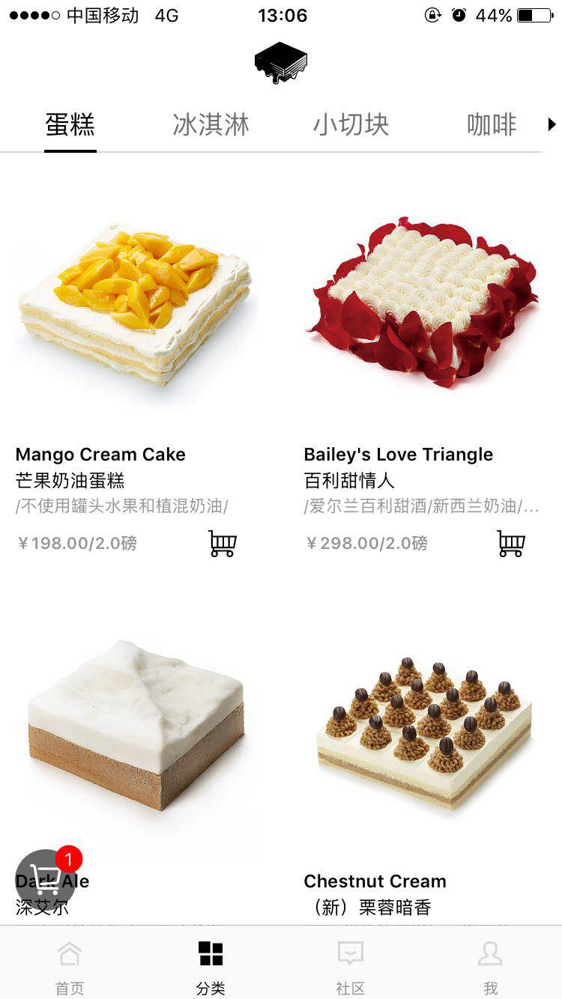 中国移动 4G 13:06 44%
蛋糕 冰淇淋 小切块 咖啡
Mango Cream Cake
芒果奶油蛋糕
/不使用罐头水果和植混奶油/
￥198.00/2.0磅
Bailey's Love Triangle
百利甜情人
/爱尔兰百利甜酒/新西兰奶油/...
￥298.00/2.0磅
1
Dark Ale
深艾尔
Chestnut Cream
（新）栗蓉暗香
首页 分类 社区 我